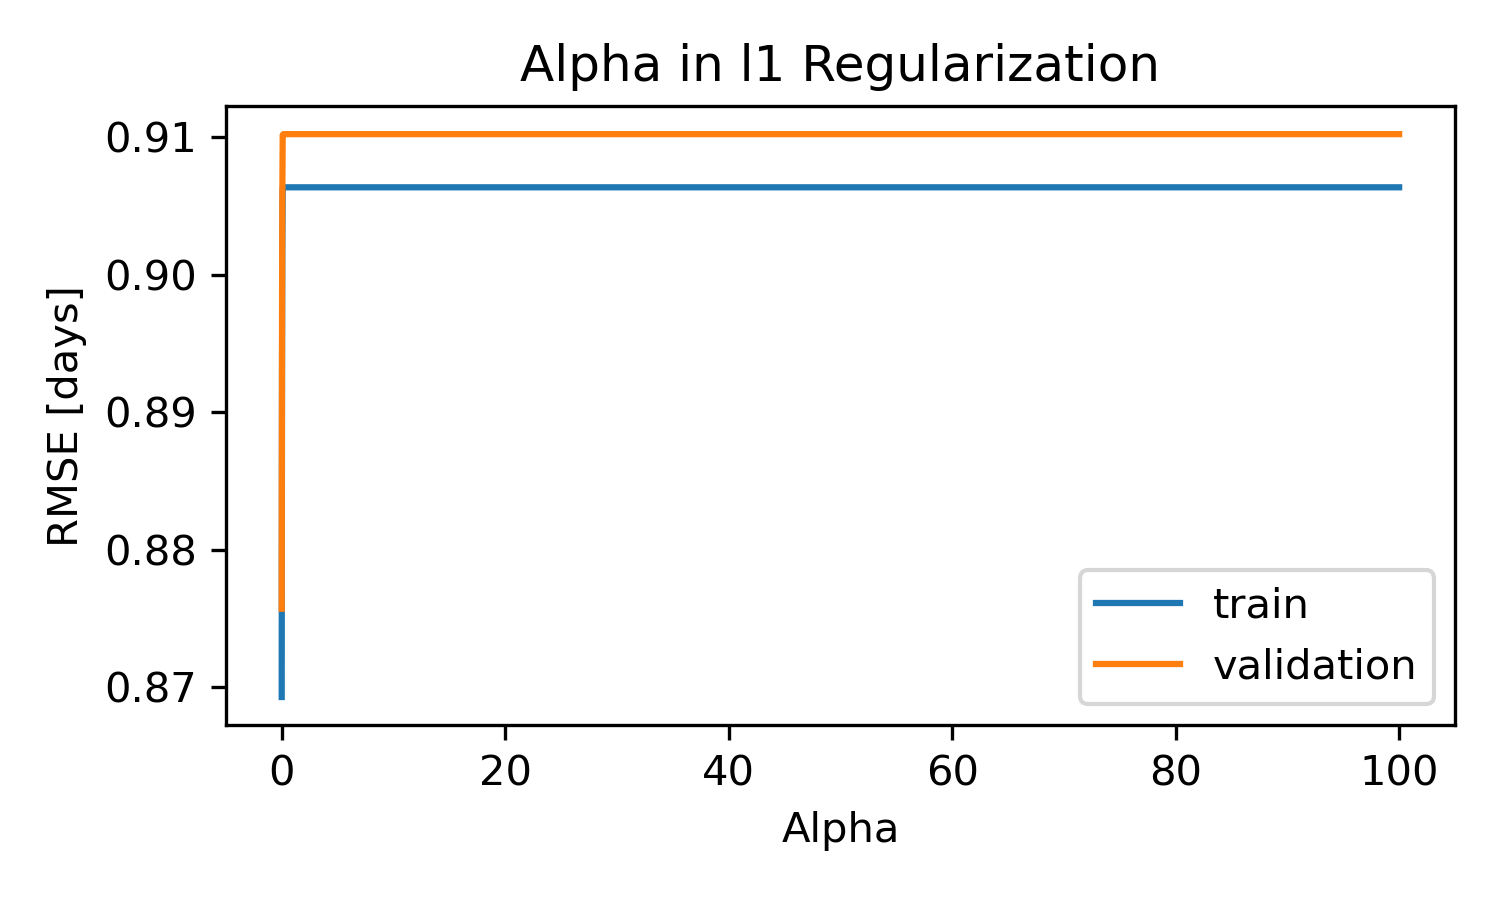 Alpha in l1 Regularization
0.91
0.90
0.89
0.88
0.87
RMSE [days]
train
validation
0 20 40 60 80 100
Alpha